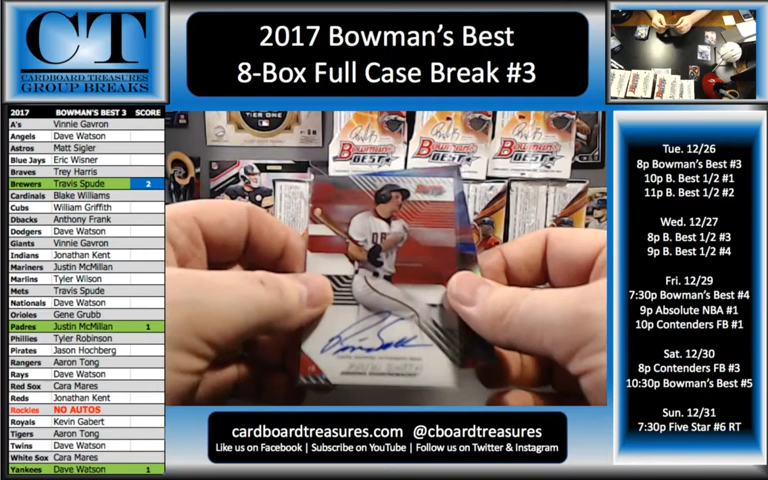 CT
CARDBOARD TREASURES
GROUP BREAKS
2017 Bowman's Best
8-Box Full Case Break #3
2017 BOWMAN'S BEST 3 SCORE
A's Vinnie Gavron
Angels Dave Watson
Astros Matt Sigler
Blue Jays Eric Wisner
Braves Trey Harris
Brewers Travis Spude 2
Cardinals Blake Williams
Cubs William Griffith
Dbacks Anthony Frank
Dodgers Dave Watson
Giants Vinnie Gavron
Indians Jonathan Kent
Mariners Justin McMillan
Marlins Tyler Wilson
Mets Travis Spude
Nationals Dave Watson
Orioles Gene Grubb
Padres Justin McMillan 1
Phillies Tyler Robinson
Pirates Jason Hochberg
Rangers Aaron Tong
Rays Dave Watson
Red Sox Cara Mares
Reds Jonathan Kent
Rockies NO AUTOS
Royals Kevin Gabert
Tigers Aaron Tong
Twins Dave Watson
White Sox Cara Mares
Yankees Dave Watson 1
TIER ONE
Bowman's
BEST
Bowman's
BEST
Bowman's
BEST
Tue. 12/26
8p Bowman's Best #3
10p B. Best 1/2 #1
11p B. Best 1/2 #2
Wed. 12/27
8p B. Best 1/2 #3
9p B. Best 1/2 #4
Fri. 12/29
7:30p Bowman's Best #4
9p Absolute NBA #1
10p Contenders FB #1
Sat. 12/30
8p Contenders FB #3
10:30p Bowman's Best #5
Sun. 12/31
7:30p Five Star #6 RT
cardboardtreasures.com @cboardtreasures
Like us on Facebook | Subscribe on YouTube | Follow us on Twitter & Instagram